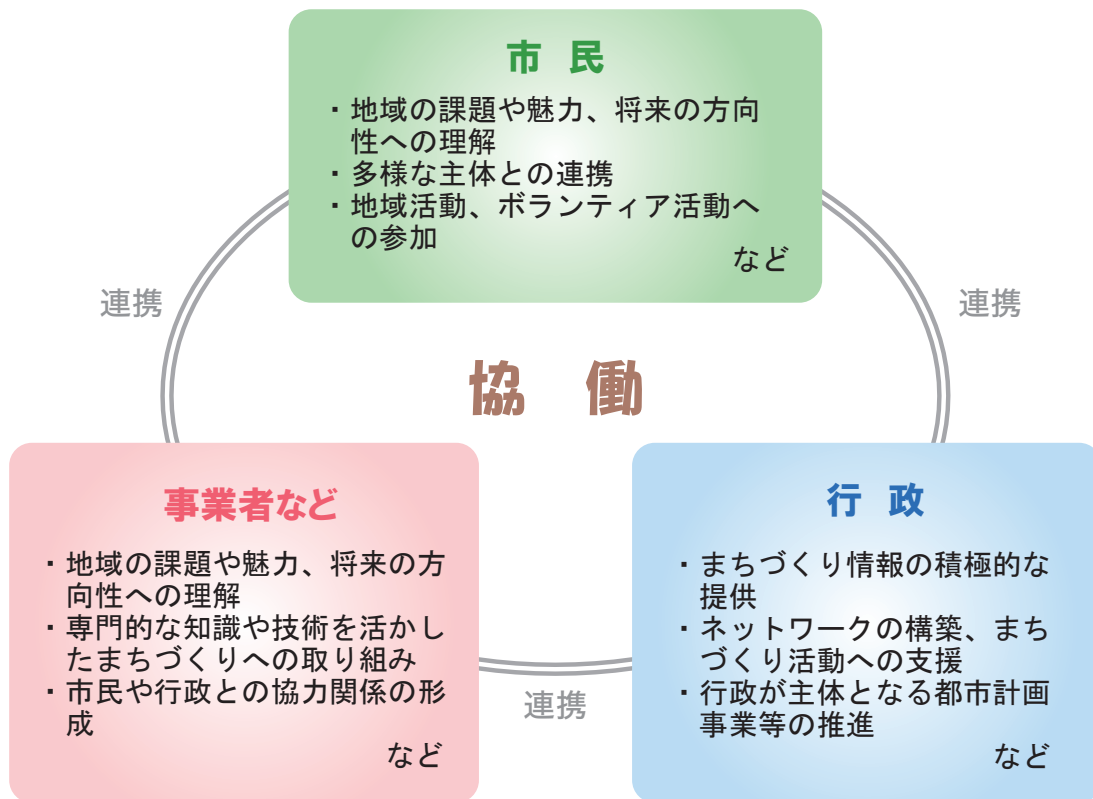 市 民
・地域の課題や魅力、将来の方向
性への理解
・多様な主体との連携
・地域活動、ボランティア活動へ
の参加
など
連携
連携
協 働
事業者など
・地域の課題や魅力、将来の方
向性への理解
・専門的な知識や技術を活かし
たまちづくりへの取り組み
・市民や行政との協力関係の形
成
など
行 政
・まちづくり情報の積極的な
提供
・ネットワークの構築、まち
づくり活動への支援
・行政が主体となる都市計画
事業等の推進
など
連携